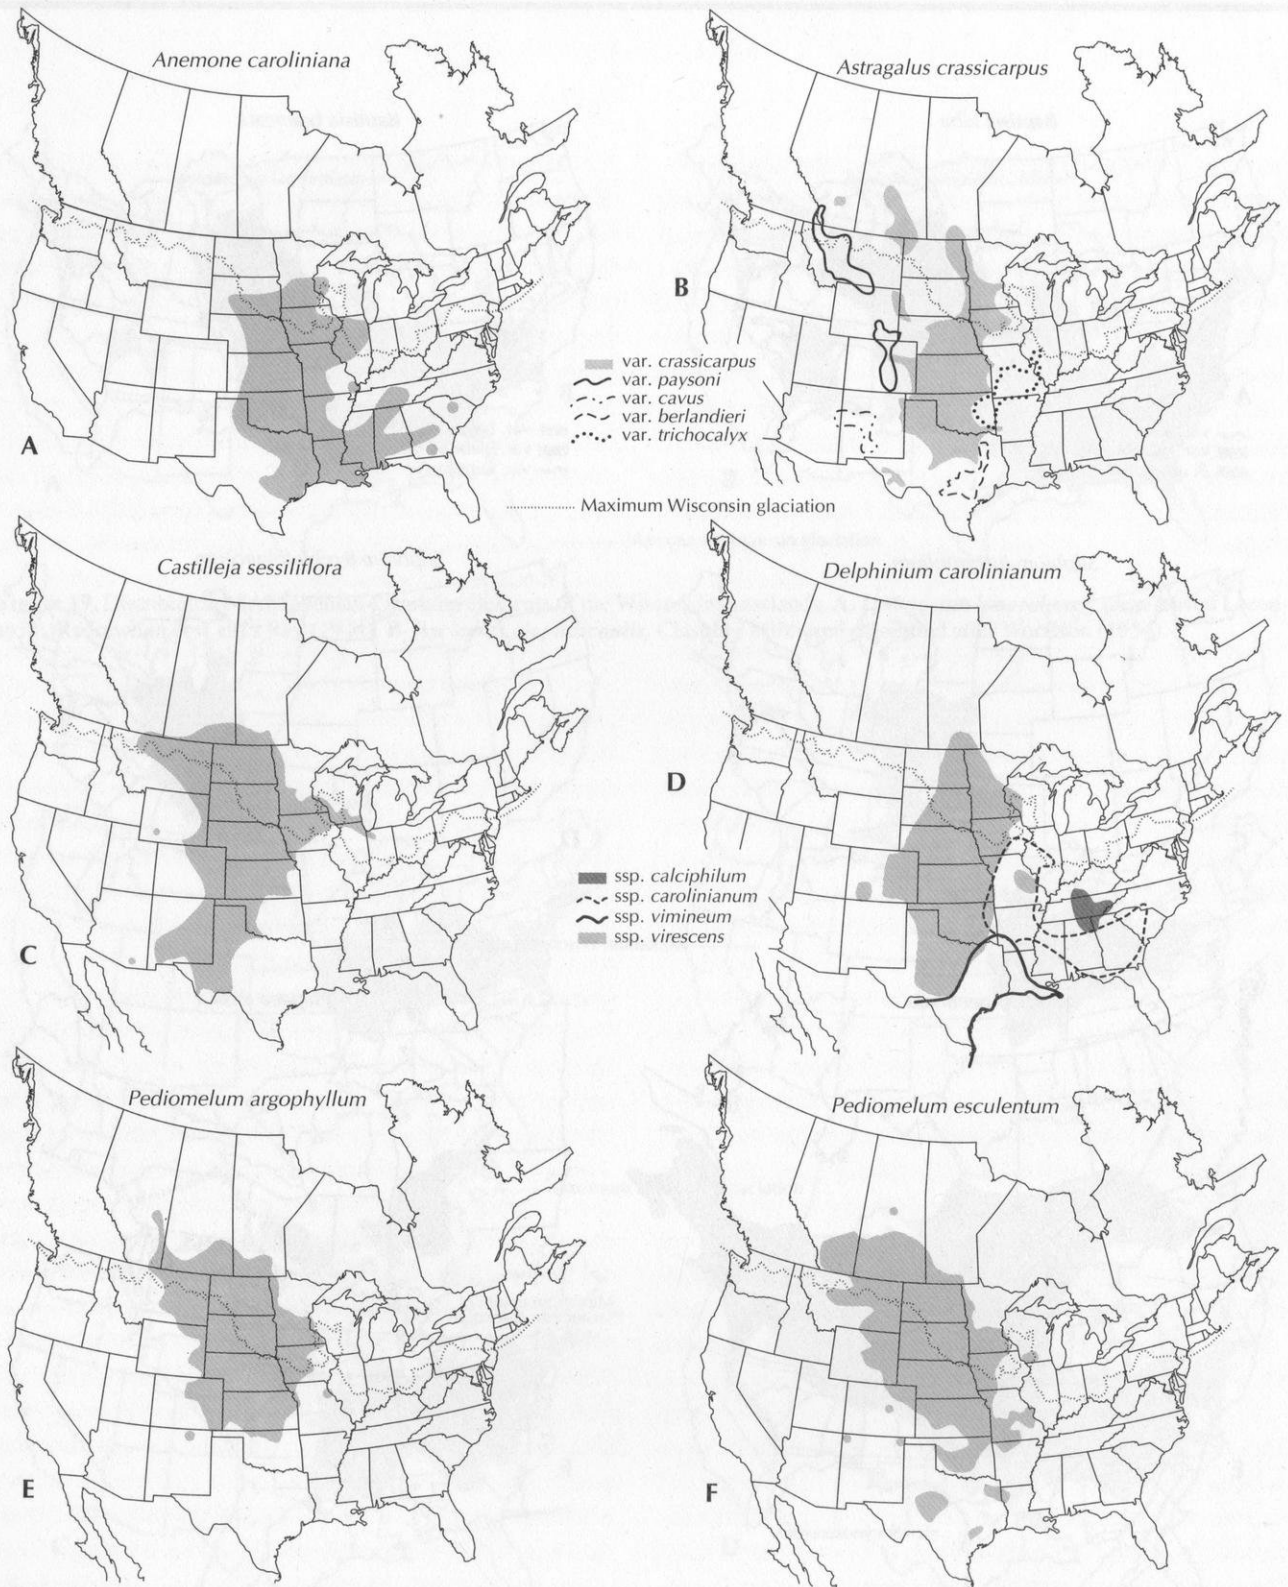 Anemone caroliniana
Astragalus crassicarpus
A
B
var. crassicarpus
var. paysoni
var. cavus
var. berlandieri
var. trichocalyx
Maximum Wisconsin glaciation
Castilleja sessiliflora
Delphinium carolinianum
C
D
ssp. calciphilum
ssp. carolinianum
ssp. vimineum
ssp. virescens
Pediomelum argophyllum
Pediomelum esculentum
E
F